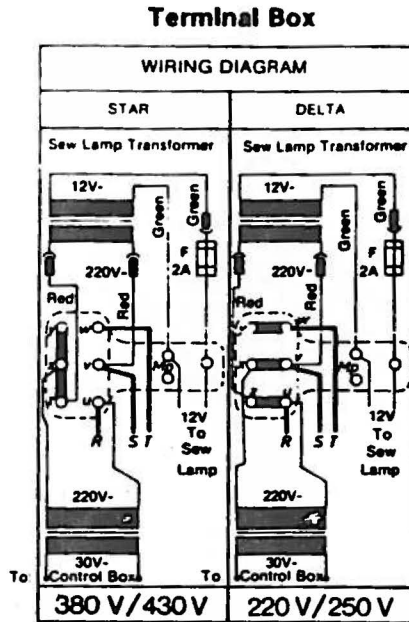 Terminal Box
WIRING DIAGRAM
STAR
Sew Lamp Transformer
12V-
Green
Green
F
2A
220V-
Red
Red
w
v
u
Mp
R S T
12V
To
Sew
Lamp
220V-
30V-
To Control Box
380 V/430 V
DELTA
Sew Lamp Transformer
12V-
Green
Green
F
2A
220V-
Red
Red
w
u
Mp
R S T
12V
To
Sew
Lamp
220V-
30V-
To Control Box
220 V/250 V